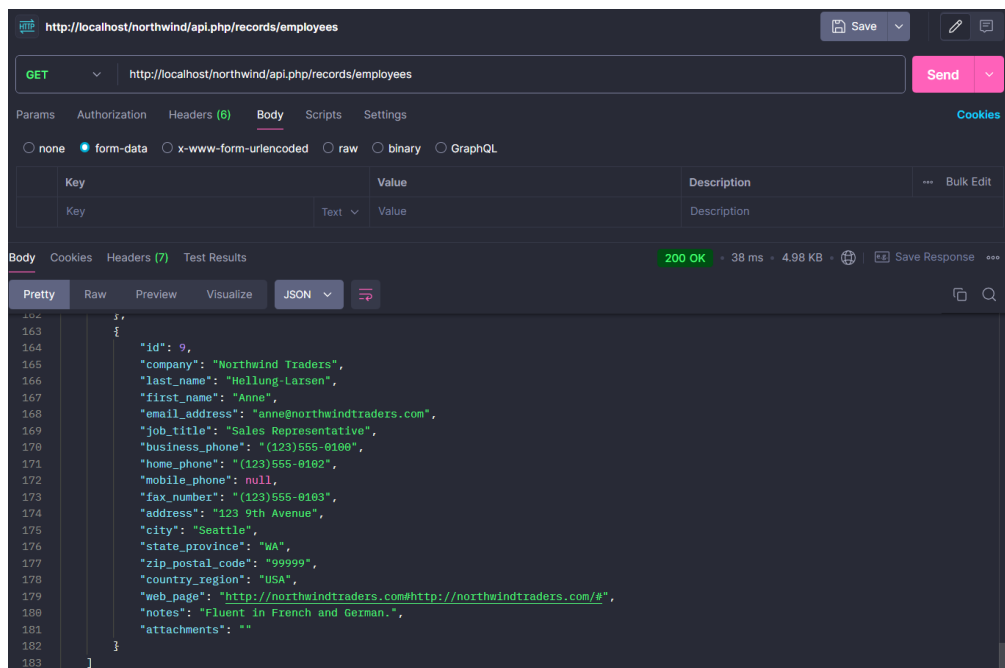 HTTP http://localhost/northwind/api.php/records/employees Save
GET http://localhost/northwind/api.php/records/employees Send
Params Authorization Headers (6) Body Scripts Settings Cookies
none form-data x-www-form-urlencoded raw binary GraphQL
Key Value Description Bulk Edit
Key Text Value Description
Body Cookies Headers (7) Test Results 200 OK 38 ms 4.98 KB e.g. Save Response
Pretty Raw Preview Visualize JSON
162 },
163 {
164 "id": 9,
165 "company": "Northwind Traders",
166 "last_name": "Hellung-Larsen",
167 "first_name": "Anne",
168 "email_address": "anne@northwindtraders.com",
169 "job_title": "Sales Representative",
170 "business_phone": "(123)555-0100",
171 "home_phone": "(123)555-0102",
172 "mobile_phone": null,
173 "fax_number": "(123)555-0103",
174 "address": "123 9th Avenue",
175 "city": "Seattle",
176 "state_province": "WA",
177 "zip_postal_code": "99999",
178 "country_region": "USA",
179 "web_page": "http://northwindtraders.com#http://northwindtraders.com/#",
180 "notes": "Fluent in French and German.",
181 "attachments": ""
182 }
183 ]